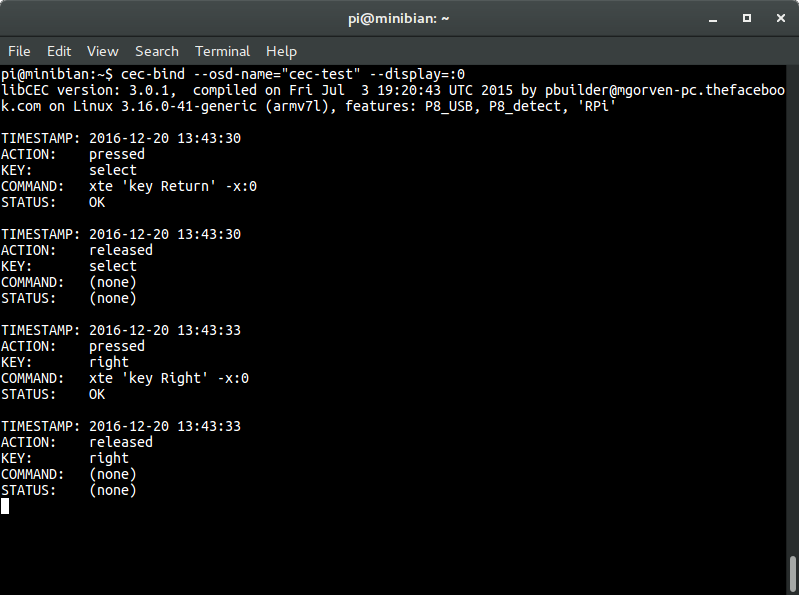 pi@minibian: ~
File Edit View Search Terminal Help
pi@minibian:~$ cec-bind --osd-name="cec-test" --display=:0
libCEC version: 3.0.1,  compiled on Fri Jul  3 19:20:43 UTC 2015 by pbuilder@mgorven-pc.thefaceboo
k.com on Linux 3.16.0-41-generic (armv7l), features: P8_USB, P8_detect, 'RPi'
TIMESTAMP: 2016-12-20 13:43:30
ACTION:    pressed
KEY:       select
COMMAND:   xte 'key Return' -x:0
STATUS:    OK
TIMESTAMP: 2016-12-20 13:43:30
ACTION:    released
KEY:       select
COMMAND:   (none)
STATUS:    (none)
TIMESTAMP: 2016-12-20 13:43:33
ACTION:    pressed
KEY:       right
COMMAND:   xte 'key Right' -x:0
STATUS:    OK
TIMESTAMP: 2016-12-20 13:43:33
ACTION:    released
KEY:       right
COMMAND:   (none)
STATUS:    (none)